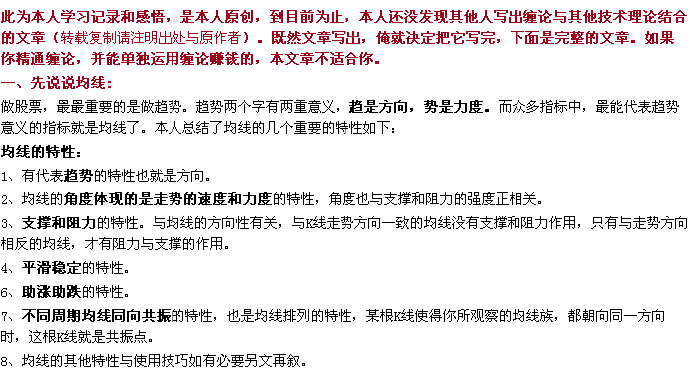 此为本人学习记录和感悟，是本人原创，到目前为止，本人还没发现其他人写出缠论与其他技术理论结合
的文章（转载复制请注明出处与原作者）。既然文章写出，俺就决定把它写完，下面是完整的文章。如果
你精通缠论，并能单独运用缠论赚钱的，本文章不适合你。
一、先说说均线：
做股票，最最重要的是做趋势。趋势两个字有两重意义，趋是方向，势是力度。而众多指标中，最能代表趋势
意义的指标就是均线了。本人总结了均线的几个重要的特性如下：
均线的特性：
1、有代表趋势的特性也就是方向。
2、均线的角度体现的是走势的速度和力度的特性，角度也与支撑和阻力的强度正相关。
3、支撑和阻力的特性。与均线的方向性有关，与K线走势方向一致的均线没有支撑和阻力作用，只有与走势方向
相反的均线，才有阻力与支撑的作用。
4、平滑稳定的特性。
6、助涨助跌的特性。
7、不同周期均线同向共振的特性，也是均线排列的特性，某根K线使得你所观察的均线族，都朝向同一方向
时，这根K线就是共振点。
8、均线的其他特性与使用技巧如有必要另文再叙。